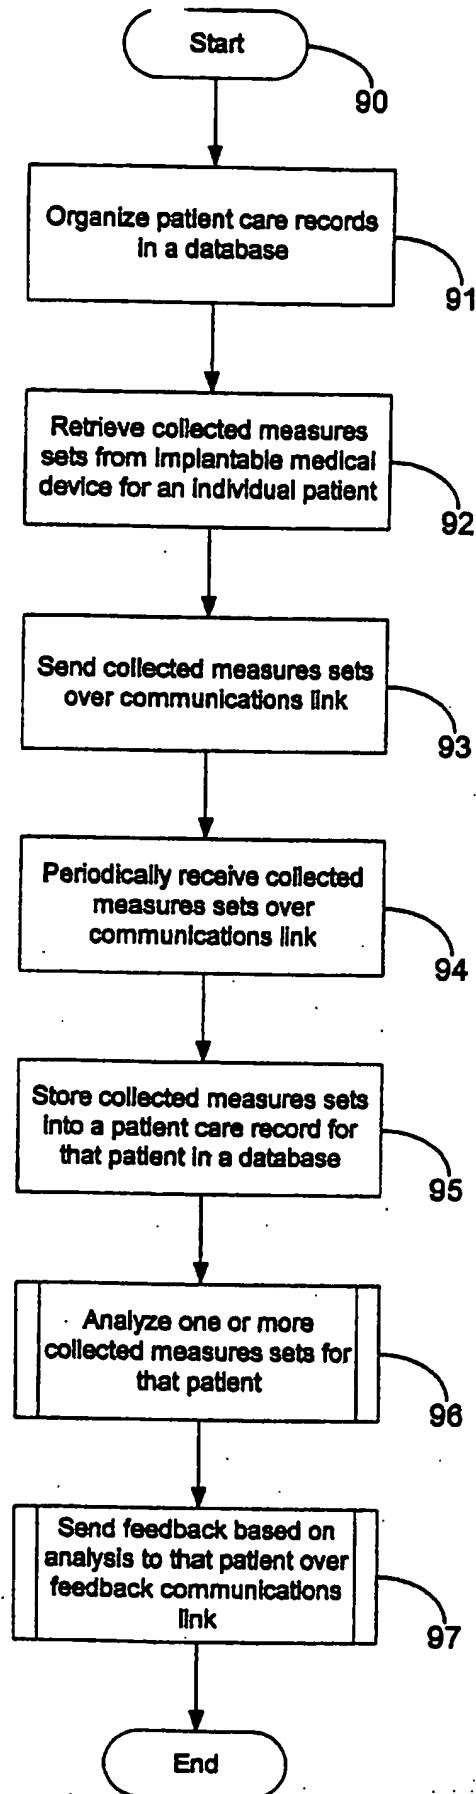 Start
90
Organize patient care records
in a database
91
Retrieve collected measures
sets from implantable medical
device for an individual patient
92
Send collected measures sets
over communications link
93
Periodically receive collected
measures sets over
communications link
94
Store collected measures sets
into a patient care record for
that patient in a database
95
Analyze one or more
collected measures sets for
that patient
96
Send feedback based on
analysis to that patient over
feedback communications
link
97
End